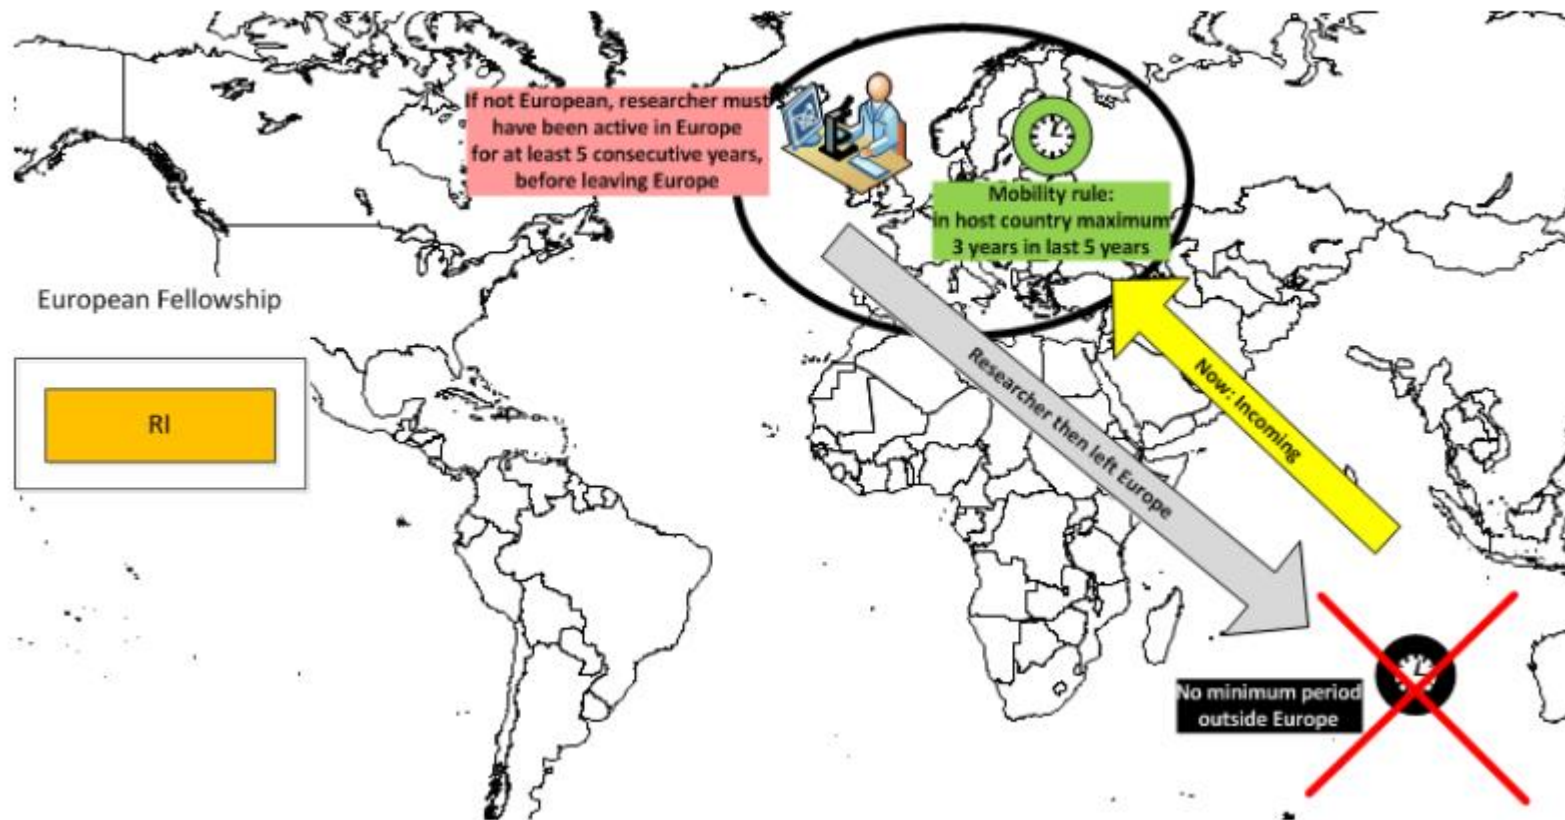 If not European, researcher must
have been active in Europe
for at least 5 consecutive years,
before leaving Europe
Mobility rule:
in host country maximum
3 years in last 5 years
European Fellowship
RI
Researcher then left Europe
Now: Incoming
No minimum period
outside Europe